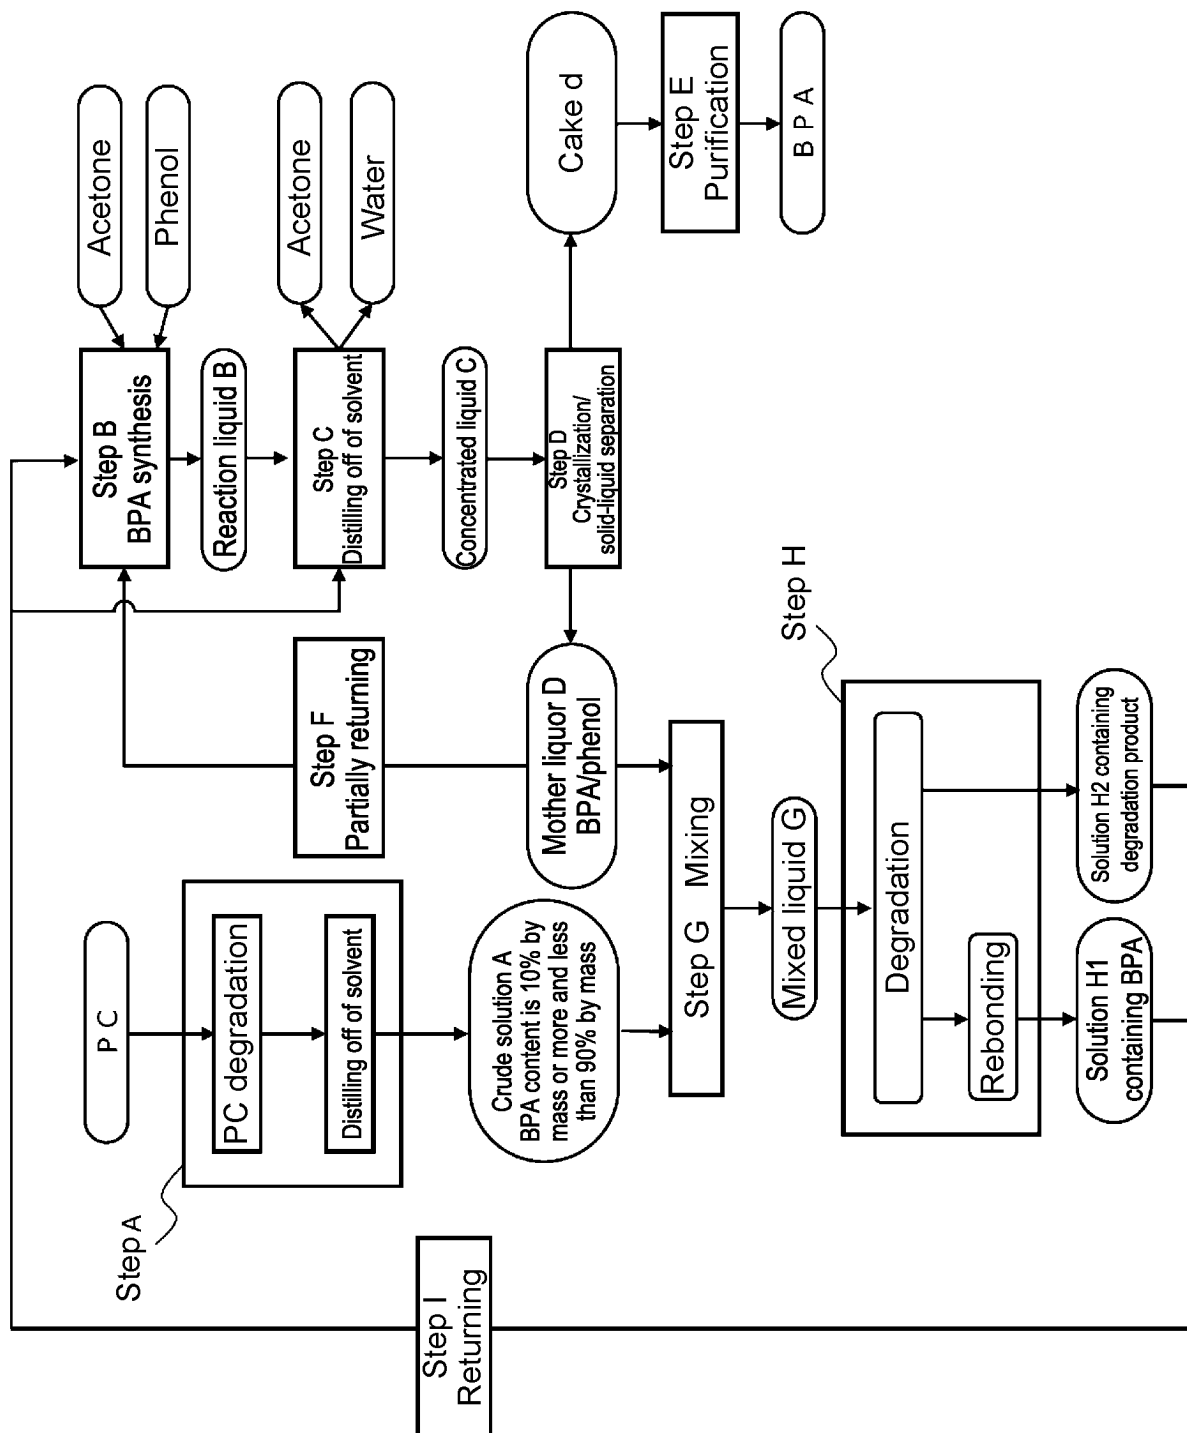 Step A
PC
PC degradation
Distilling off of solvent
Crude solution A
BPA content is 10% by
mass or more and less
than 90% by mass
Step I
Returning
Step F
Partially returning
Step B
BPA synthesis
Acetone
Phenol
Reaction liquid B
Step C
Distilling off of solvent
Acetone
Water
Concentrated liquid C
Step D
Crystallization/
solid-liquid separation
Cake d
Step E
Purification
BPA
Mother liquor D
BPA/phenol
Step G Mixing
Mixed liquid G
Step H
Degradation
Rebonding
Solution H1
containing BPA
Solution H2 containing
degradation product